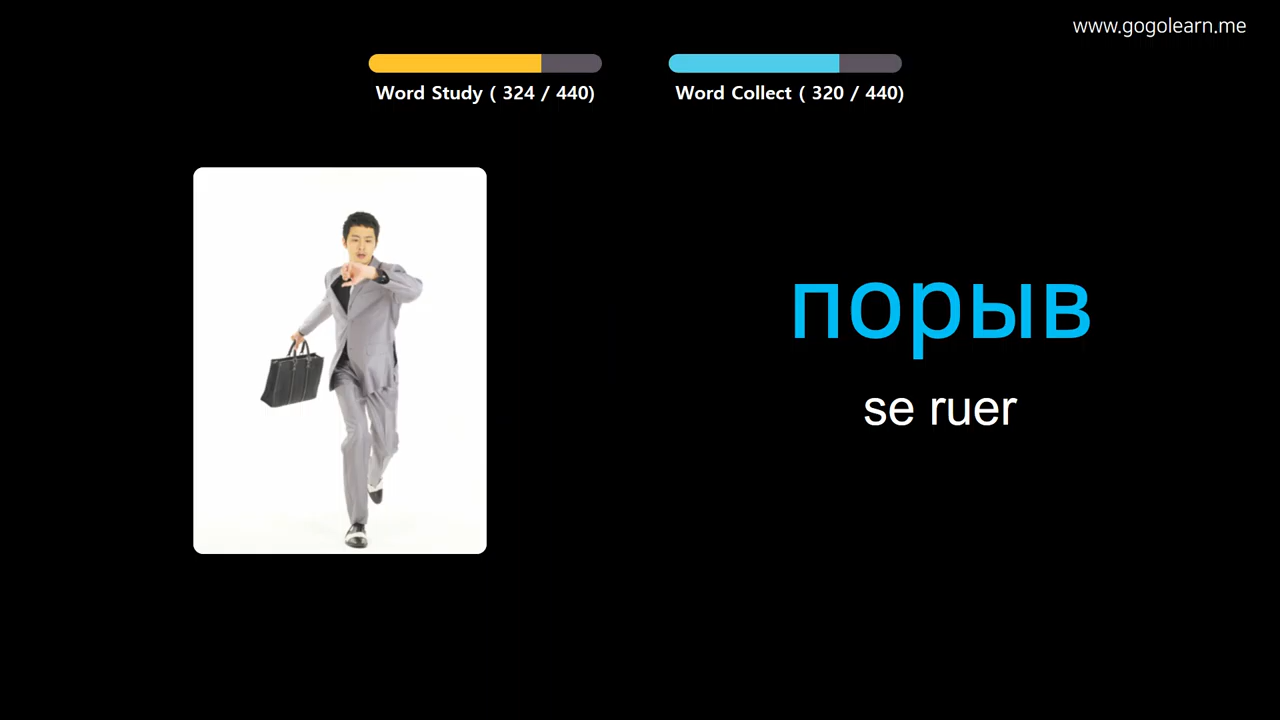 www.gogolearn.me
Word Study ( 324 / 440)
Word Collect ( 320 / 440)
порыв
se ruer